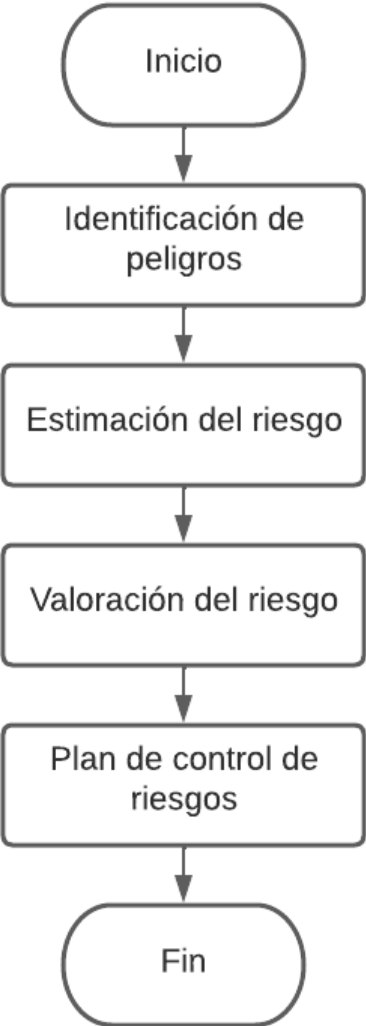 Inicio
Identificación de
peligros
Estimación del riesgo
Valoración del riesgo
Plan de control de
riesgos
Fin